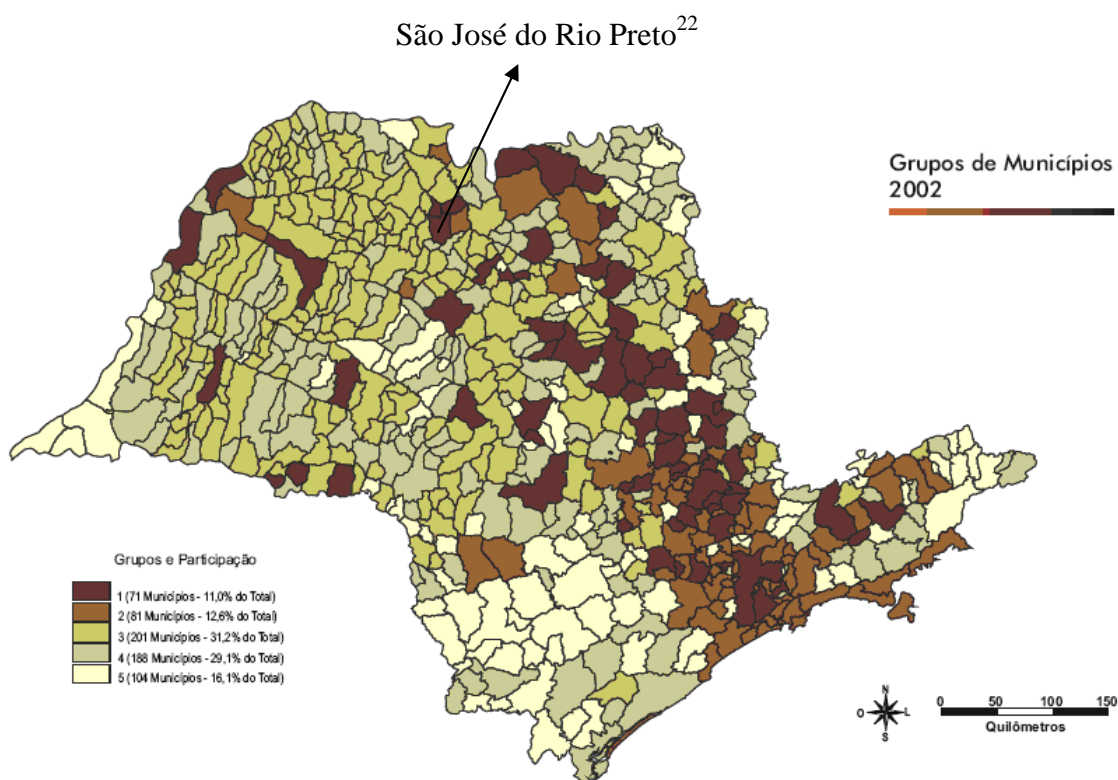 São José do Rio Preto22
Grupos de Municípios
2002
Grupos e Participação
1 (71 Municípios - 11,0% do Total)
2 (81 Municípios - 12,6% do Total)
3 (201 Municípios - 31,2% do Total)
4 (188 Municípios - 29,1% do Total)
5 (104 Municípios - 16,1% do Total)
N
O L
S
0 50 100 150
Quilômetros